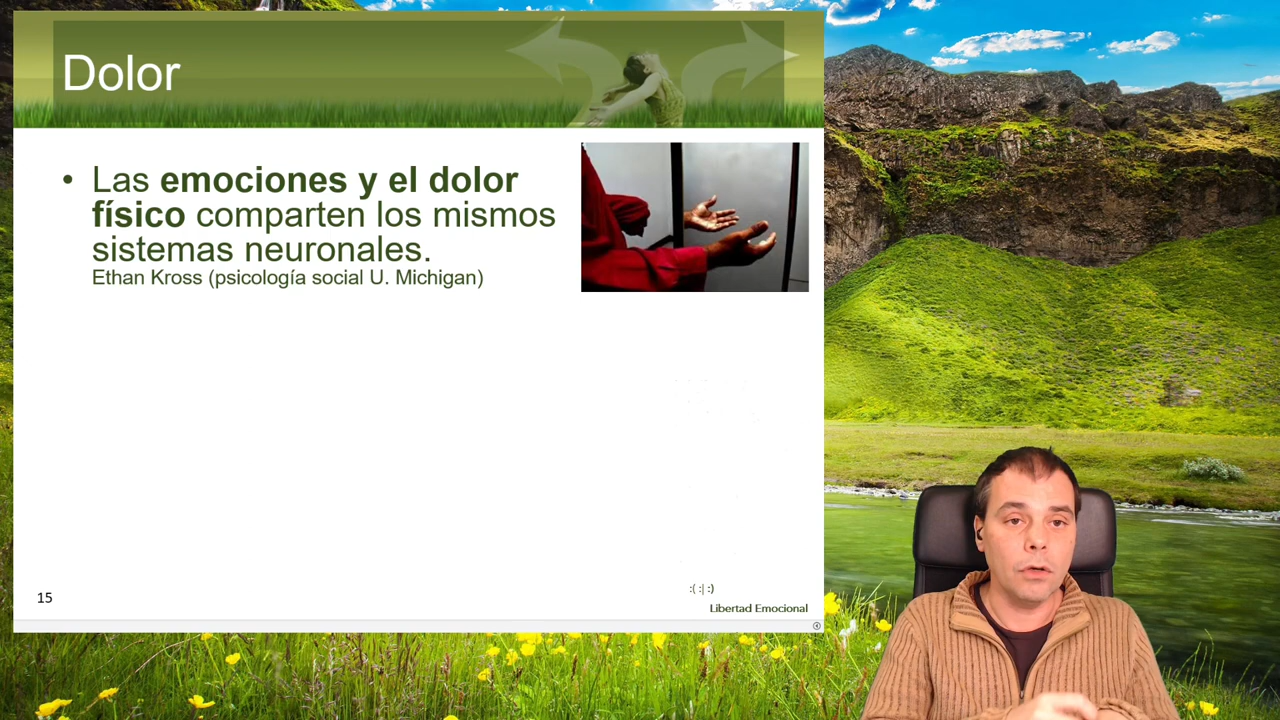 Dolor
• Las emociones y el dolor
físico comparten los mismos
sistemas neuronales.
Ethan Kross (psicología social U. Michigan)
15
:( :| :)
Libertad Emocional